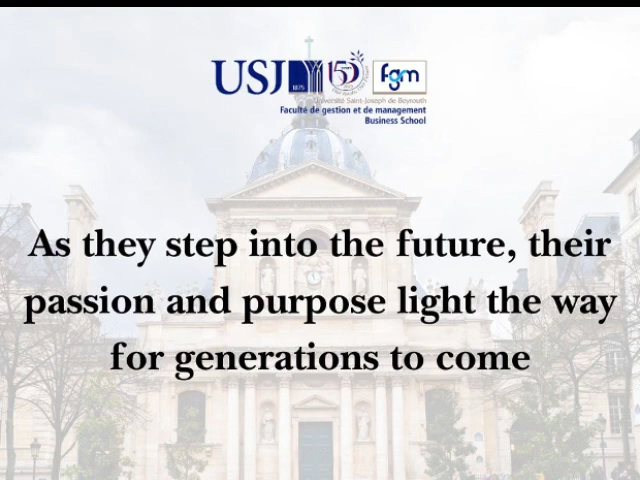 USJ 1875 150 fgm
Université Saint-Joseph de Beyrouth
Faculté de gestion et de management
Business School
As they step into the future, their
passion and purpose light the way
for generations to come